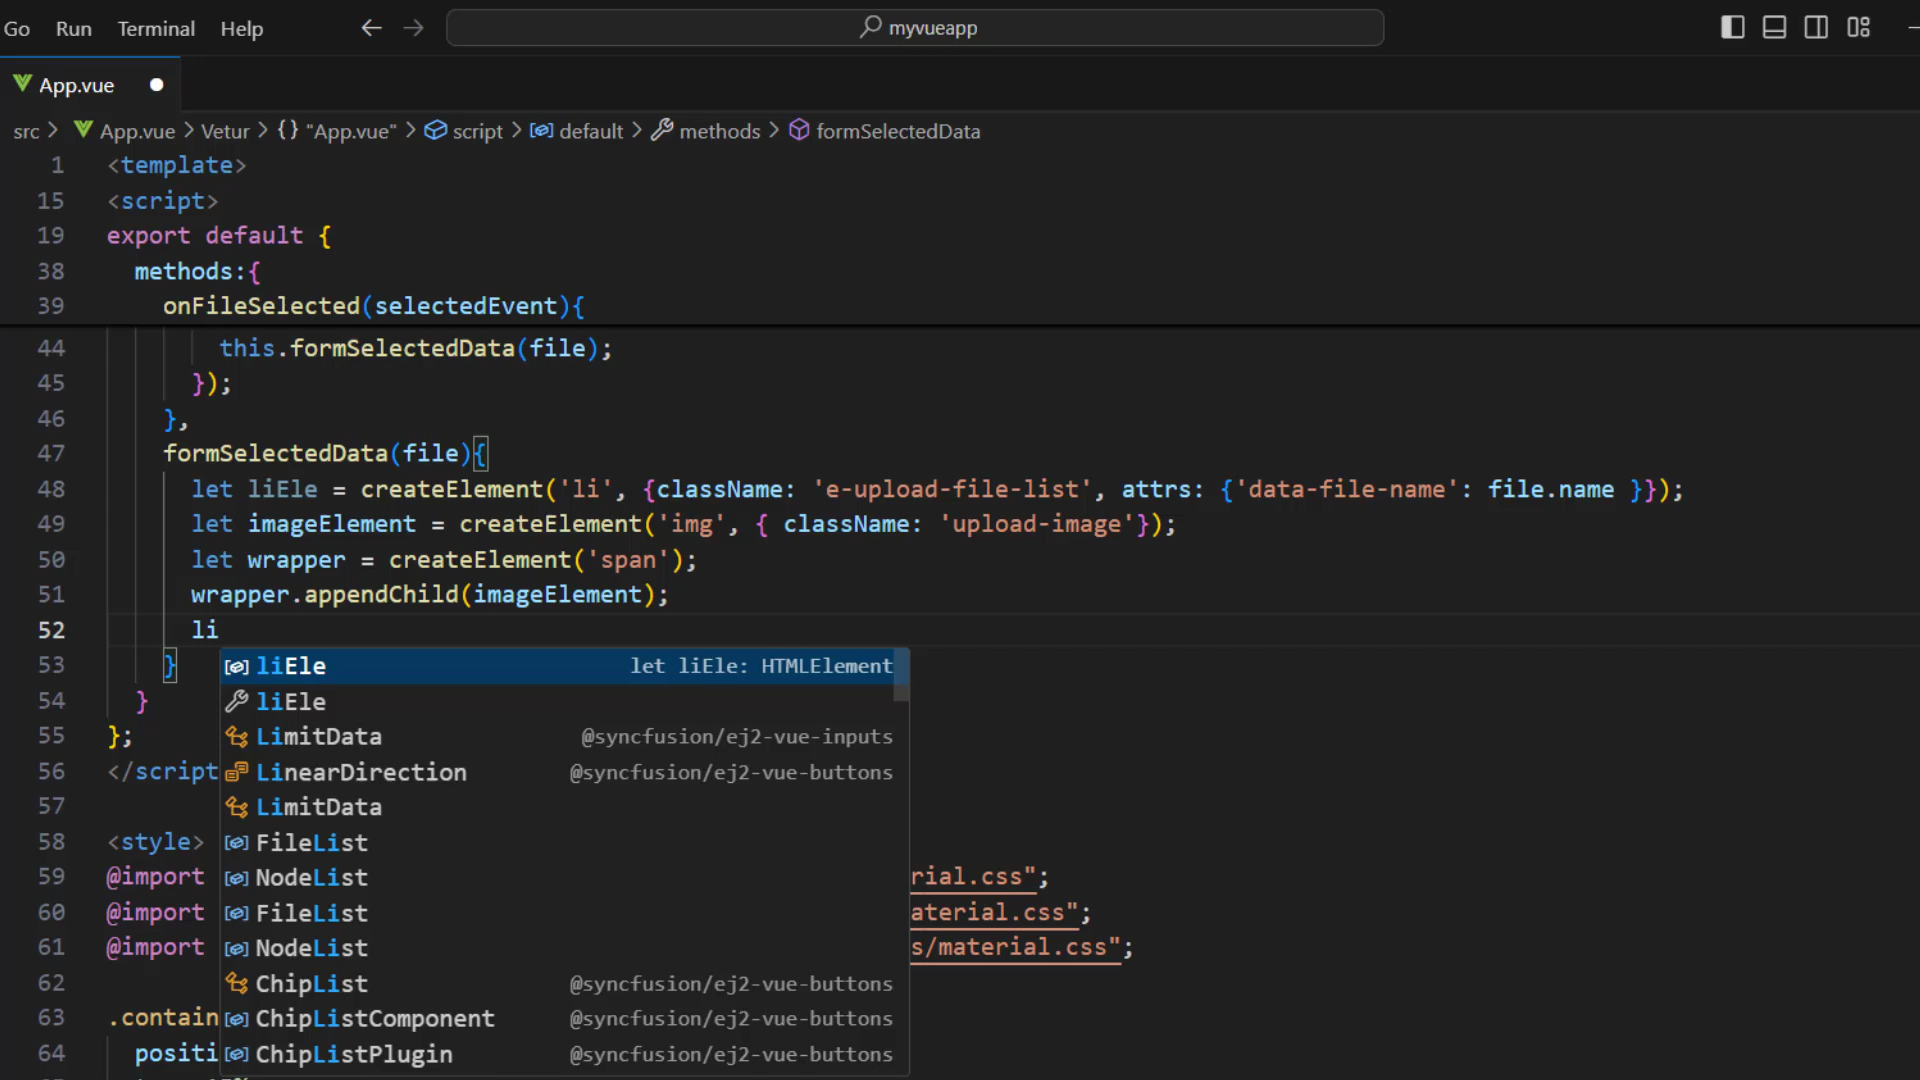 Go Run Terminal Help myvueapp
App.vue
src > App.vue > Vetur > {} "App.vue" > script > default > methods > formSelectedData
1 <template>
15 <script>
19 export default {
38 methods:{
39 onFileSelected(selectedEvent){
44 this.formSelectedData(file);
45 });
46 },
47 formSelectedData(file){
48 let liEle = createElement('li', {className: 'e-upload-file-list', attrs: {'data-file-name': file.name }});
49 let imageElement = createElement('img', { className: 'upload-image'});
50 let wrapper = createElement('span');
51 wrapper.appendChild(imageElement);
52 li
53 } liEle let liEle: HTMLElement
54 } liEle
55 }; LimitData @syncfusion/ej2-vue-inputs
56 </script LinearDirection @syncfusion/ej2-vue-buttons
57 LimitData
58 <style> FileList
59 @import NodeList rial.css";
60 @import FileList aterial.css";
61 @import NodeList s/material.css";
62 ChipList @syncfusion/ej2-vue-buttons
63 .contain ChipListComponent @syncfusion/ej2-vue-buttons
64 positi ChipListPlugin @syncfusion/ej2-vue-buttons